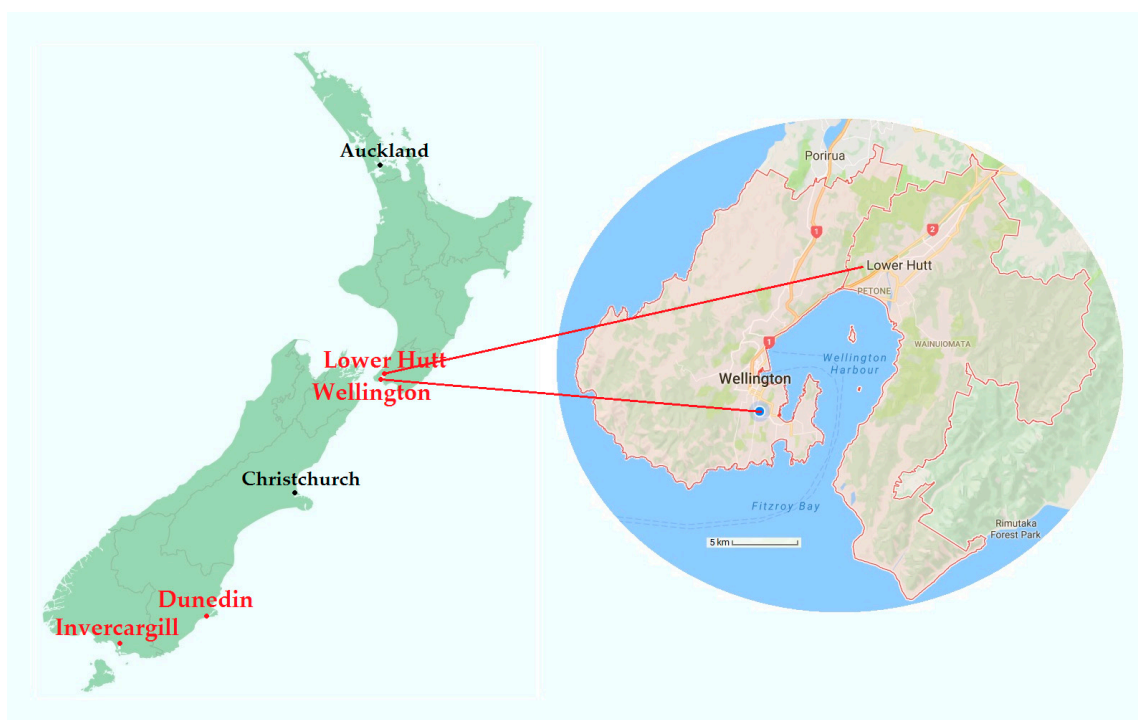 Auckland
Lower Hutt
Wellington
Christchurch
Dunedin
Invercargill
Porirua
1
2
Lower Hutt
PETONE
1
Wellington
Harbour
WAINUIOMATA
Wellington
Fitzroy Bay
5 km
Rimutaka
Forest Park